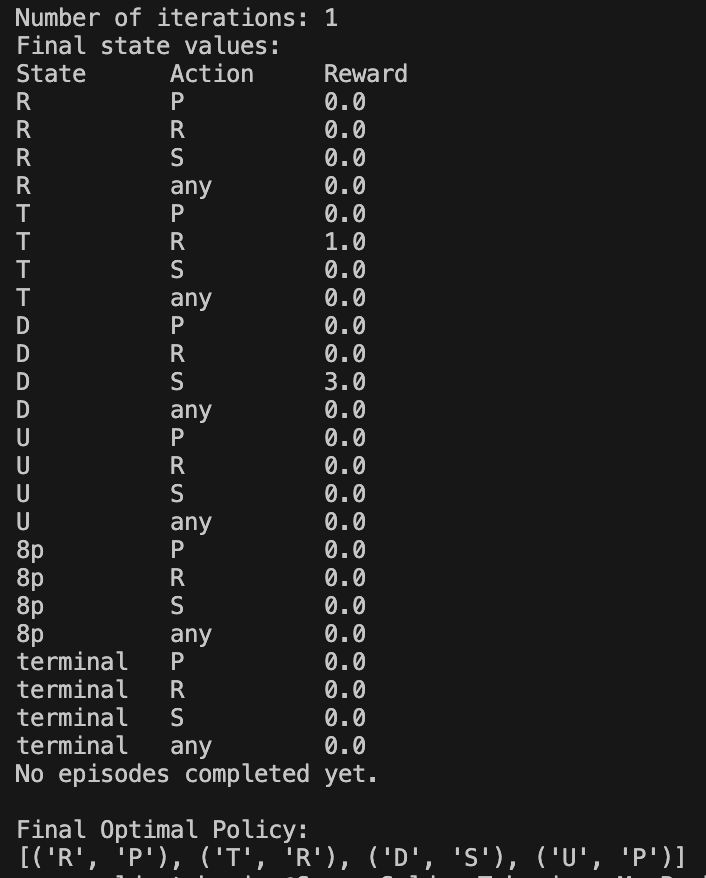 Number of iterations: 1
Final state values:
State Action Reward
R P 0.0
R R 0.0
R S 0.0
R any 0.0
T P 0.0
T R 1.0
T S 0.0
T any 0.0
D P 0.0
D R 0.0
D S 3.0
D any 0.0
U P 0.0
U R 0.0
U S 0.0
U any 0.0
8p P 0.0
8p R 0.0
8p S 0.0
8p any 0.0
terminal P 0.0
terminal R 0.0
terminal S 0.0
terminal any 0.0
No episodes completed yet.
Final Optimal Policy:
[('R', 'P'), ('T', 'R'), ('D', 'S'), ('U', 'P')]